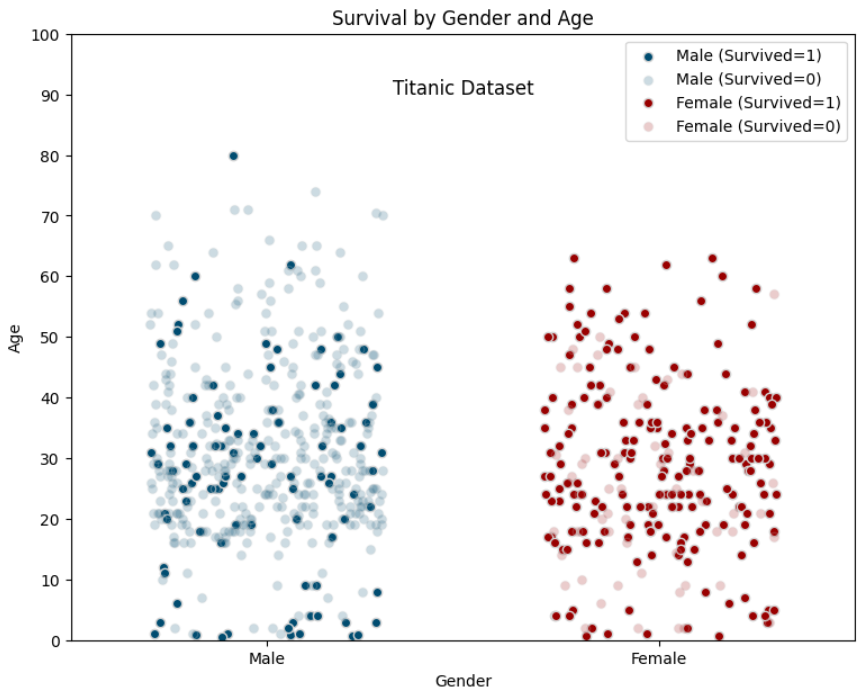 Survival by Gender and Age
Titanic Dataset
Male (Survived=1)
Male (Survived=0)
Female (Survived=1)
Female (Survived=0)
100
90
80
70
60
50
40
30
20
10
0
Age
Male
Female
Gender